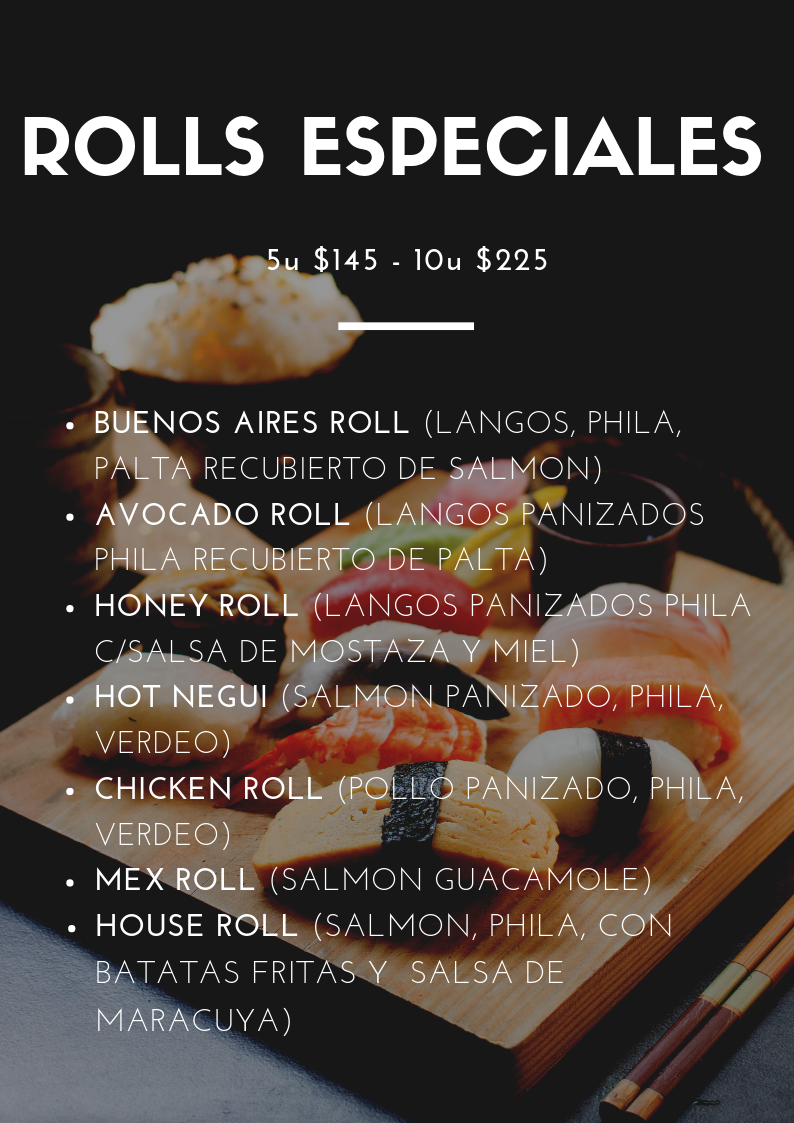 ROLLS ESPECIALES
5u $145 - 10u $225
• BUENOS AIRES ROLL (LANGOS, PHILA,
PALTA RECUBIERTO DE SALMON)
• AVOCADO ROLL (LANGOS PANIZADOS
PHILA RECUBIERTO DE PALTA)
• HONEY ROLL (LANGOS PANIZADOS PHILA
C/SALSA DE MOSTAZA Y MIEL)
• HOT NEGUI (SALMON PANIZADO, PHILA,
VERDEO)
• CHICKEN ROLL (POLLO PANIZADO, PHILA,
VERDEO)
• MEX ROLL (SALMON GUACAMOLE)
• HOUSE ROLL (SALMON, PHILA, CON
BATATAS FRITAS Y SALSA DE
MARACUYA)